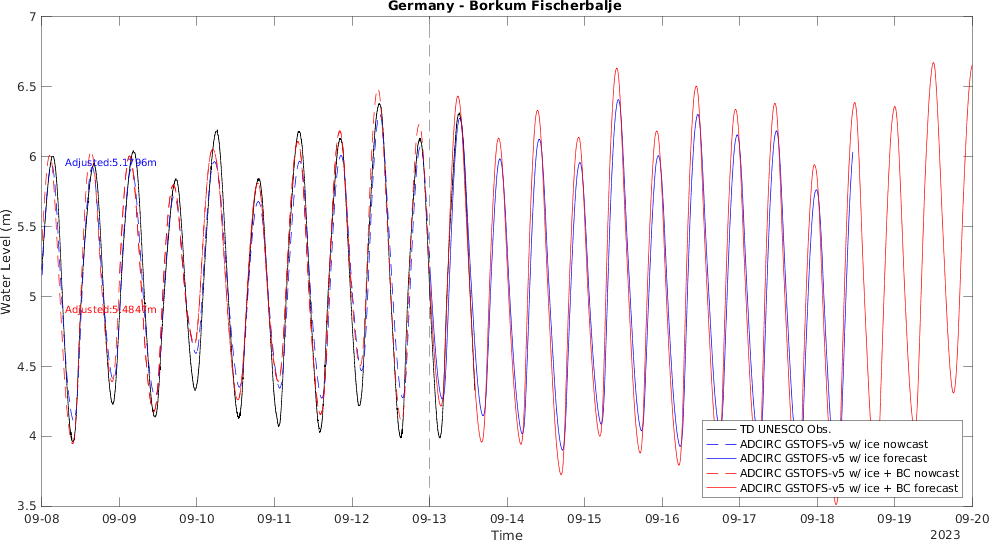 Germany - Borkum Fischerbalje
Water Level (m)
7
6.5
6
5.5
5
4.5
4
3.5
Adjusted:5.1796m
Adjusted:5.4847m
TD UNESCO Obs.
ADCIRC GSTOFS-v5 w/ ice nowcast
ADCIRC GSTOFS-v5 w/ ice forecast
ADCIRC GSTOFS-v5 w/ ice + BC nowcast
ADCIRC GSTOFS-v5 w/ ice + BC forecast
09-08 09-09 09-10 09-11 09-12 09-13 09-14 09-15 09-16 09-17 09-18 09-19 09-20
Time
2023